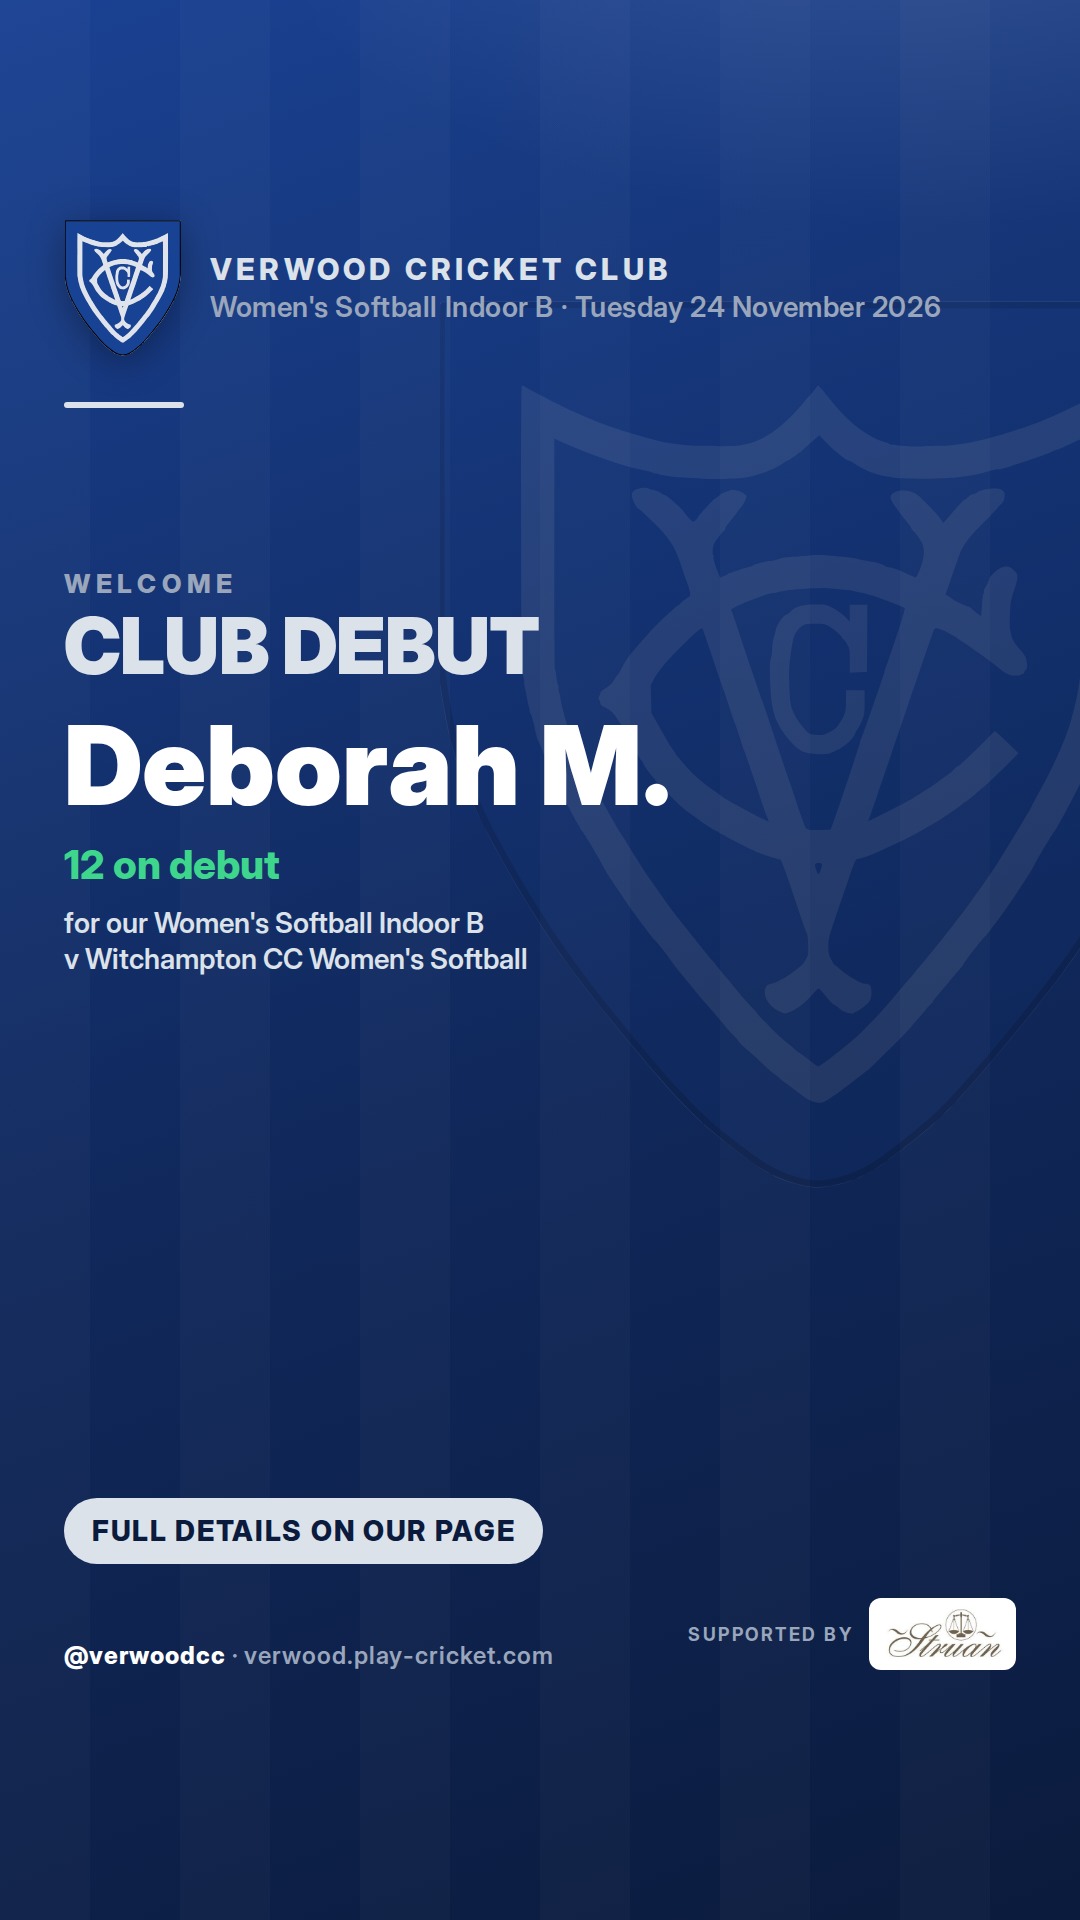 VERWOOD CRICKET CLUB
Women's Softball Indoor B · Tuesday 24 November 2026
WELCOME
CLUB DEBUT
Deborah M.
12 on debut
for our Women's Softball Indoor B
v Witchampton CC Women's Softball
FULL DETAILS ON OUR PAGE
SUPPORTED BY
~Struan~
@verwoodcc · verwood.play-cricket.com